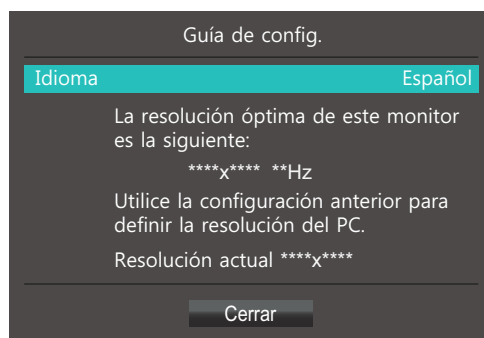 Guía de config.
Idioma Español
La resolución óptima de este monitor
es la siguiente:
****x**** **Hz
Utilice la configuración anterior para
definir la resolución del PC.
Resolución actual ****x****
Cerrar